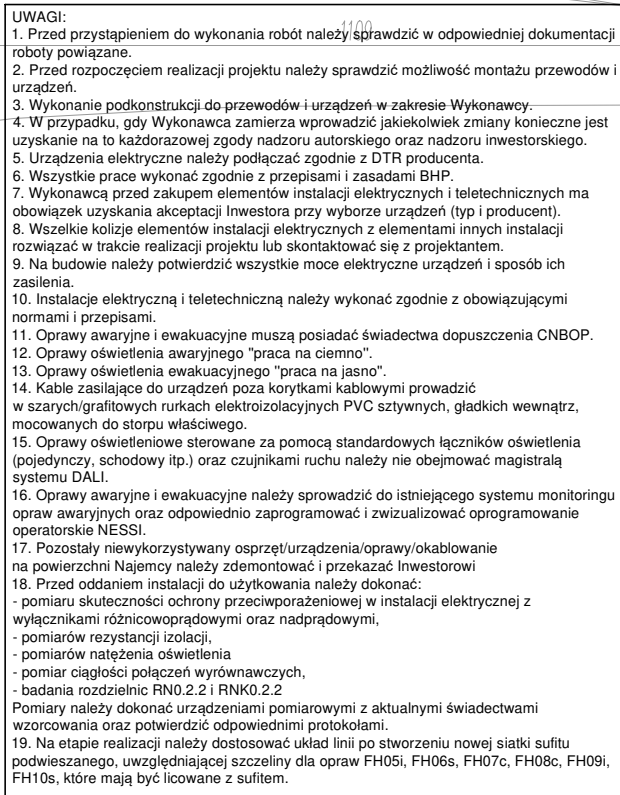 UWAGI:
1100
1. Przed przystąpieniem do wykonania robót należy sprawdzić w odpowiedniej dokumentacji
roboty powiązane.
2. Przed rozpoczęciem realizacji projektu należy sprawdzić możliwość montażu przewodów i
urządzeń.
3. Wykonanie podkonstrukcji do przewodów i urządzeń w zakresie Wykonawcy.
4. W przypadku, gdy Wykonawca zamierza wprowadzić jakiekolwiek zmiany konieczne jest
uzyskanie na to każdorazowej zgody nadzoru autorskiego oraz nadzoru inwestorskiego.
5. Urządzenia elektryczne należy podłączać zgodnie z DTR producenta.
6. Wszystkie prace wykonać zgodnie z przepisami i zasadami BHP.
7. Wykonawcą przed zakupem elementów instalacji elektrycznych i teletechnicznych ma
obowiązek uzyskania akceptacji Inwestora przy wyborze urządzeń (typ i producent).
8. Wszelkie kolizje elementów instalacji elektrycznych z elementami innych instalacji
rozwiązać w trakcie realizacji projektu lub skontaktować się z projektantem.
9. Na budowie należy potwierdzić wszystkie moce elektryczne urządzeń i sposób ich
zasilenia.
10. Instalacje elektryczną i teletechniczną należy wykonać zgodnie z obowiązującymi
normami i przepisami.
11. Oprawy awaryjne i ewakuacyjne muszą posiadać świadectwa dopuszczenia CNBOP.
12. Oprawy oświetlenia awaryjnego "praca na ciemno".
13. Oprawy oświetlenia ewakuacyjnego "praca na jasno".
14. Kable zasilające do urządzeń poza korytkami kablowymi prowadzić
w szarych/grafitowych rurkach elektroizolacyjnych PVC sztywnych, gładkich wewnątrz,
mocowanych do storpu właściwego.
15. Oprawy oświetleniowe sterowane za pomocą standardowych łączników oświetlenia
(pojedynczy, schodowy itp.) oraz czujnikami ruchu należy nie obejmować magistralą
systemu DALI.
16. Oprawy awaryjne i ewakuacyjne należy sprowadzić do istniejącego systemu monitoringu
opraw awaryjnych oraz odpowiednio zaprogramować i zwizualizować oprogramowanie
operatorskie NESSI.
17. Pozostały niewykorzystywany osprzęt/urządzenia/oprawy/okablowanie
na powierzchni Najemcy należy zdemontować i przekazać Inwestorowi
18. Przed oddaniem instalacji do użytkowania należy dokonać:
- pomiaru skuteczności ochrony przeciwporażeniowej w instalacji elektrycznej z
wyłącznikami różnicowoprądowymi oraz nadprądowymi,
- pomiarów rezystancji izolacji,
- pomiarów natężenia oświetlenia
- pomiar ciągłości połączeń wyrównawczych,
- badania rozdzielnic RN0.2.2 i RNK0.2.2
Pomiary należy dokonać urządzeniami pomiarowymi z aktualnymi świadectwami
wzorcowania oraz potwierdzić odpowiednimi protokołami.
19. Na etapie realizacji należy dostosować układ linii po stworzeniu nowej siatki sufitu
podwieszanego, uwzględniającej szczeliny dla opraw FH05i, FH06s, FH07c, FH08c, FH09i,
FH10s, które mają być licowane z sufitem.